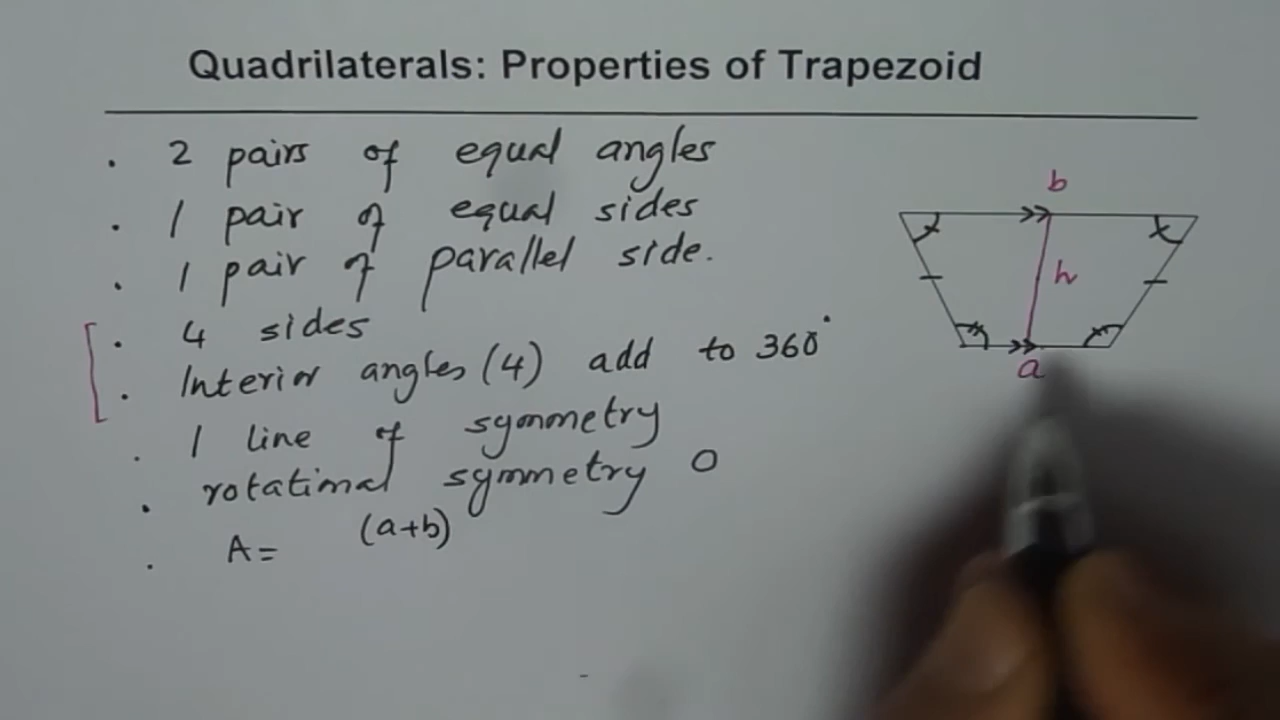 Quadrilaterals: Properties of Trapezoid
. 2 pairs of equal angles
. 1 pair of equal sides
. 1 pair of parallel side.
. 4 sides
. Interior angles (4) add to 360°
. 1 line of symmetry
. rotational symmetry 0
. A = (a+b)
b
h
a